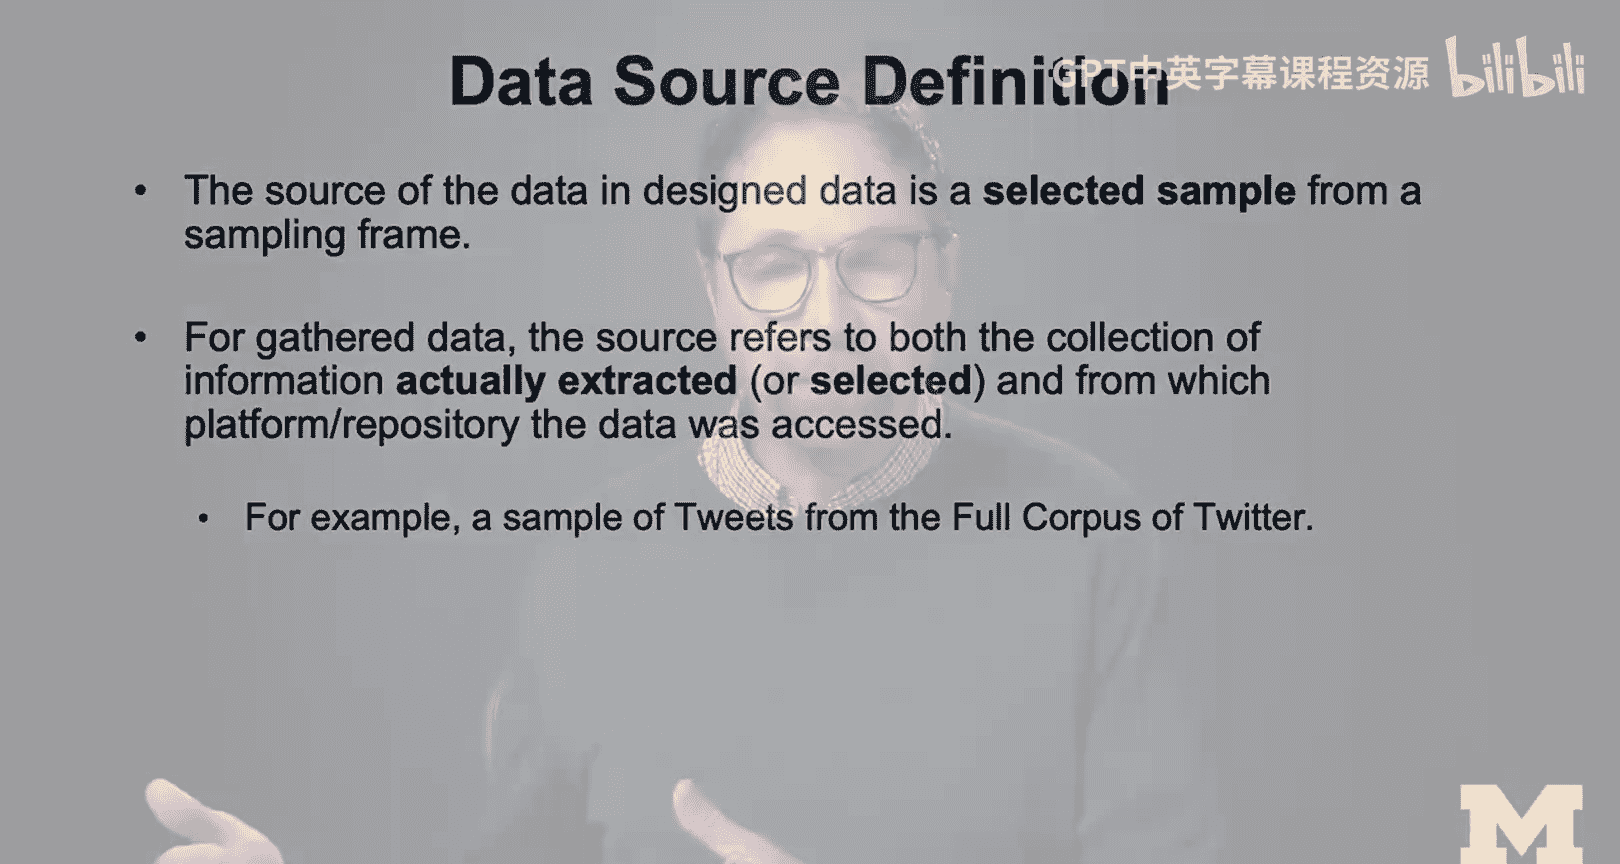 Data Source Definition
GPT中英字幕课程资源 bilibili
• The source of the data in designed data is a selected sample from a
sampling frame.
• For gathered data, the source refers to both the collection of
information actually extracted (or selected) and from which
platform/repository the data was accessed.
• For example, a sample of Tweets from the Full Corpus of Twitter.
M